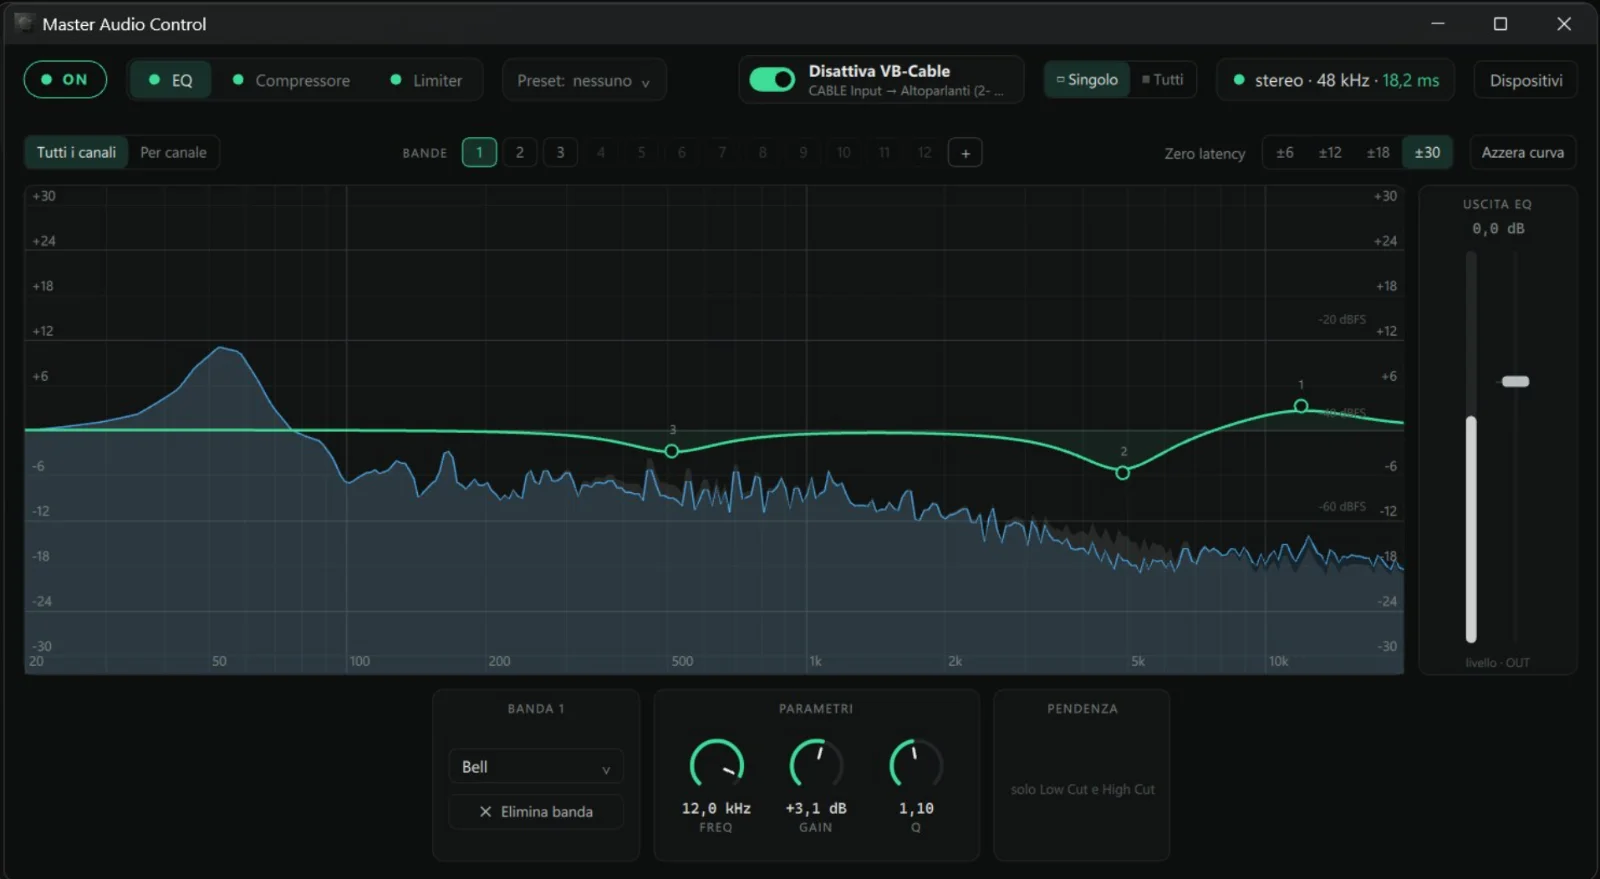 Master Audio Control
ON
EQ
Compressore
Limiter
Preset: nessuno
Disattiva VB-Cable
CABLE Input → Altoparlanti (2- ...
Singolo
Tutti
stereo · 48 kHz · 18,2 ms
Dispositivi
Tutti i canali
Per canale
BANDE 1 2 3 4 5 6 7 8 9 10 11 12 +
Zero latency
±6 ±12 ±18 ±30
Azzera curva
+30 +30
+24 +24
+18 +18
-20 dBFS
+12 +12
+6 +6
1
-40 dBFS
3
2
-6 -6
-60 dBFS
-12 -12
-18 -18
-24 -24
-30 -30
20 50 100 200 500 1k 2k 5k 10k
USCITA EQ
0,0 dB
livello · OUT
BANDA 1
Bell
✕ Elimina banda
PARAMETRI
12,0 kHz +3,1 dB 1,10
FREQ GAIN Q
PENDENZA
solo Low Cut e High Cut